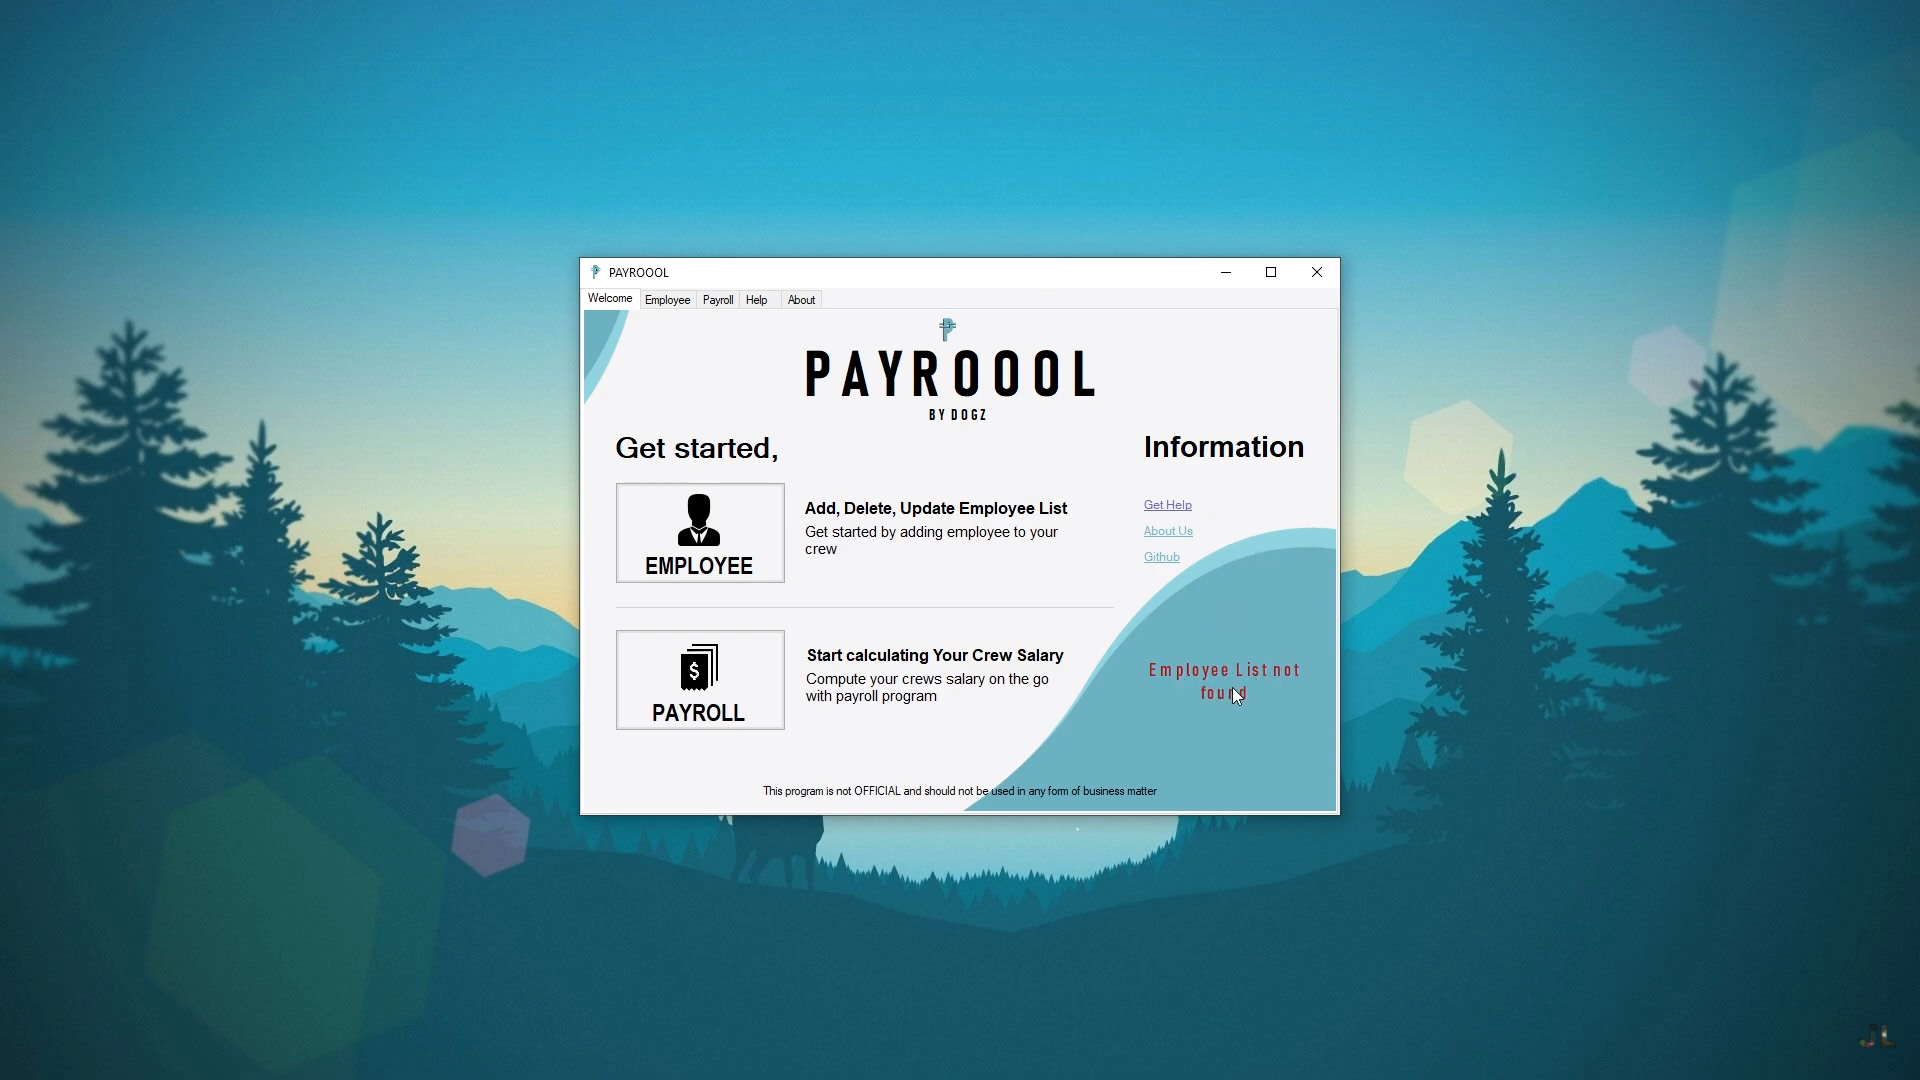 PAYROOOL
Welcome Employee Payroll Help About
PAYROOOL
BY DOGZ
Get started,
EMPLOYEE
Add, Delete, Update Employee List
Get started by adding employee to your
crew
PAYROLL
Start calculating Your Crew Salary
Compute your crews salary on the go
with payroll program
Information
Get Help
About Us
Github
Employee List not
found
This program is not OFFICIAL and should not be used in any form of business matter
JL